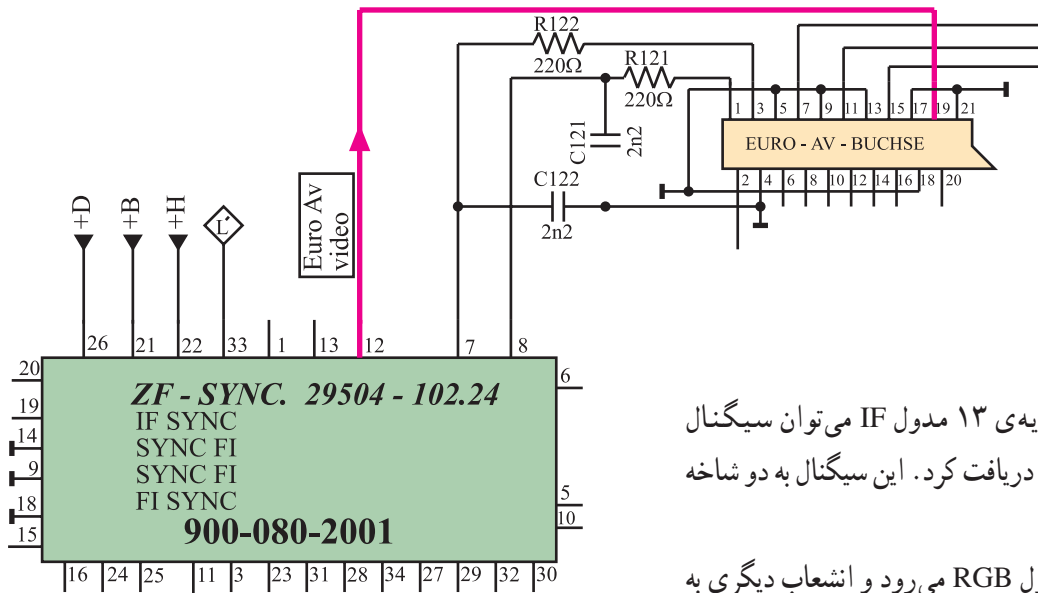 R122
220Ω
R121
220Ω
C121
2n2
C122
2n2
1 3 5 7 9 11 13 15 17 19 21
EURO - AV - BUCHSE
2 4 6 8 10 12 14 16 18 20
+D
+B
+H
L'
Euro Av
video
26 21 22 33 1 13 12 7 8
20
19
14
9
18
15
6
5
10
ZF - SYNC. 29504 - 102.24
IF SYNC
SYNC FI
SYNC FI
FI SYNC
900-080-2001
16 24 25 11 3 23 31 28 34 27 29 32 30
یه‌ی ۱۳ مدول IF می‌توان سیگنال
دریافت کرد. این سیگنال به دو شاخه
ول RGB می‌رود و انشعاب دیگری به